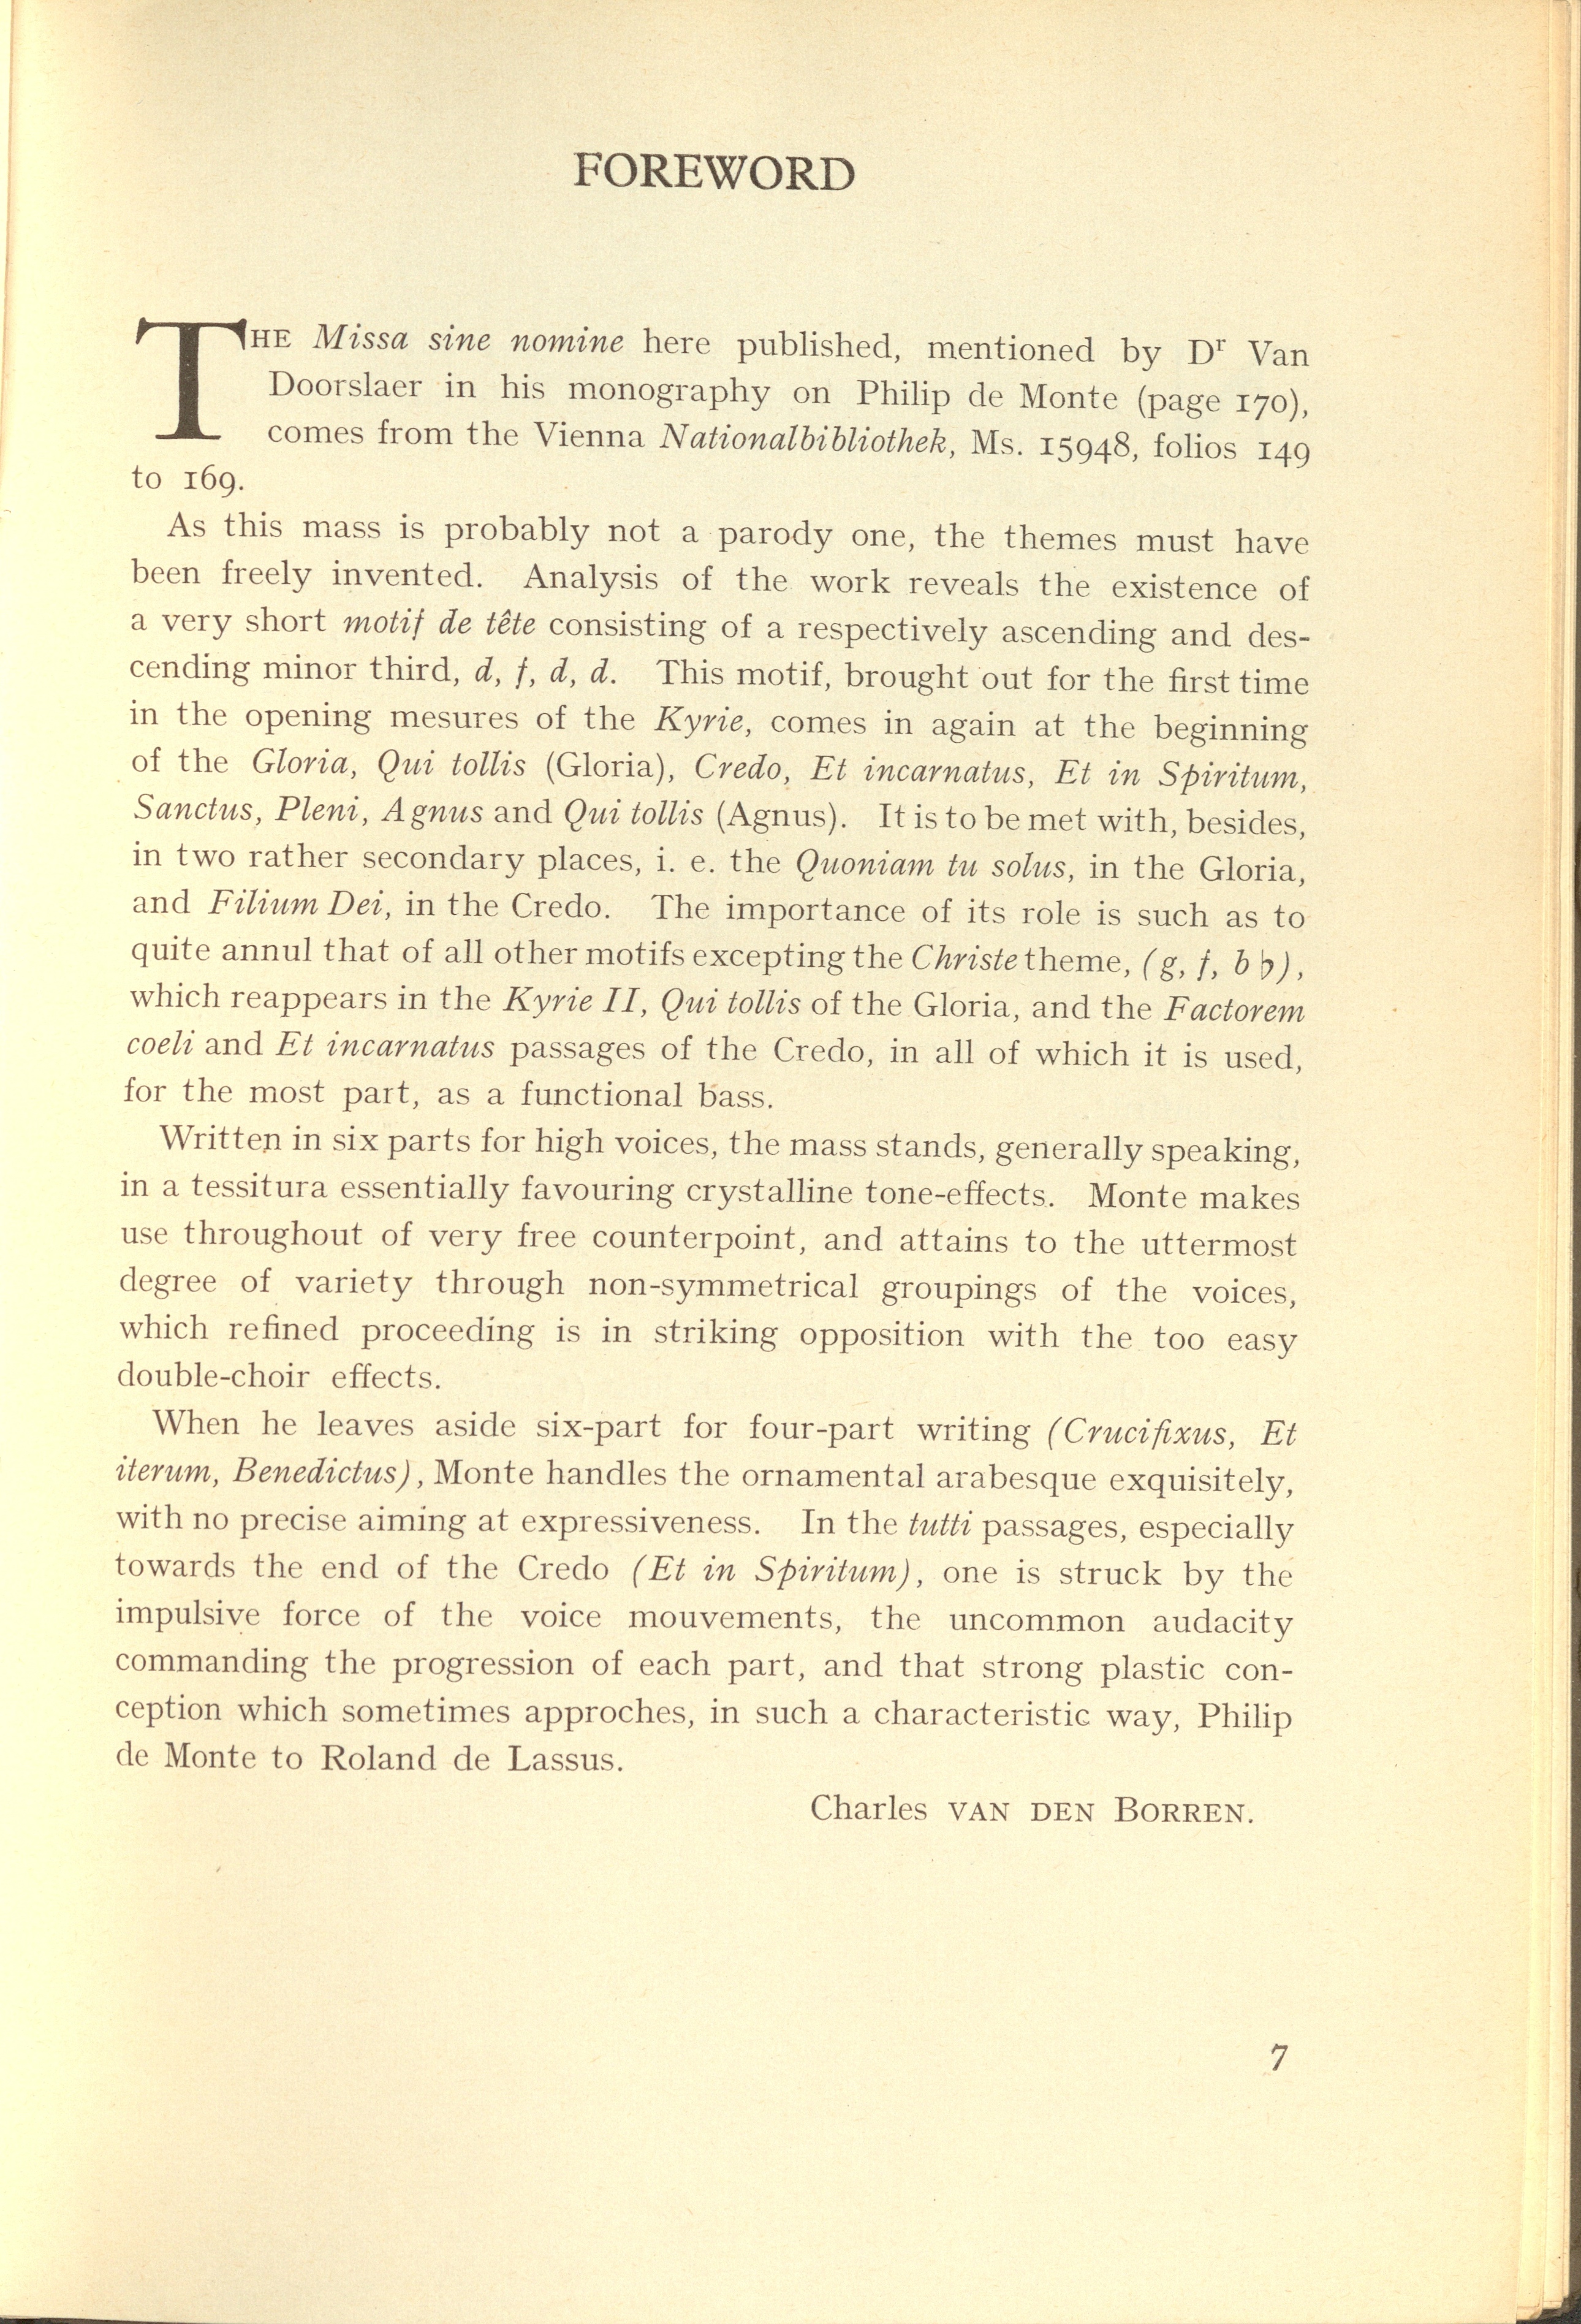 FOREWORD
THE Missa sine nomine here published, mentioned by Dr Van
Doorslaer in his monography on Philip de Monte (page 170),
comes from the Vienna Nationalbibliothek, Ms. 15948, folios 149
to 169.
As this mass is probably not a parody one, the themes must have
been freely invented. Analysis of the work reveals the existence of
a very short motif de tête consisting of a respectively ascending and des-
cending minor third, d, f, d, d. This motif, brought out for the first time
in the opening mesures of the Kyrie, comes in again at the beginning
of the Gloria, Qui tollis (Gloria), Credo, Et incarnatus, Et in Spiritum,
Sanctus, Pleni, Agnus and Qui tollis (Agnus). It is to be met with, besides,
in two rather secondary places, i. e. the Quoniam tu solus, in the Gloria,
and Filium Dei, in the Credo. The importance of its role is such as to
quite annul that of all other motifs excepting the Christe theme, (g, f, b♭),
which reappears in the Kyrie II, Qui tollis of the Gloria, and the Factorem
coeli and Et incarnatus passages of the Credo, in all of which it is used,
for the most part, as a functional bass.
Written in six parts for high voices, the mass stands, generally speaking,
in a tessitura essentially favouring crystalline tone-effects. Monte makes
use throughout of very free counterpoint, and attains to the uttermost
degree of variety through non-symmetrical groupings of the voices,
which refined proceeding is in striking opposition with the too easy
double-choir effects.
When he leaves aside six-part for four-part writing (Crucifixus, Et
iterum, Benedictus), Monte handles the ornamental arabesque exquisitely,
with no precise aiming at expressiveness. In the tutti passages, especially
towards the end of the Credo (Et in Spiritum), one is struck by the
impulsive force of the voice mouvements, the uncommon audacity
commanding the progression of each part, and that strong plastic con-
ception which sometimes approches, in such a characteristic way, Philip
de Monte to Roland de Lassus.
Charles VAN DEN BORREN.
7